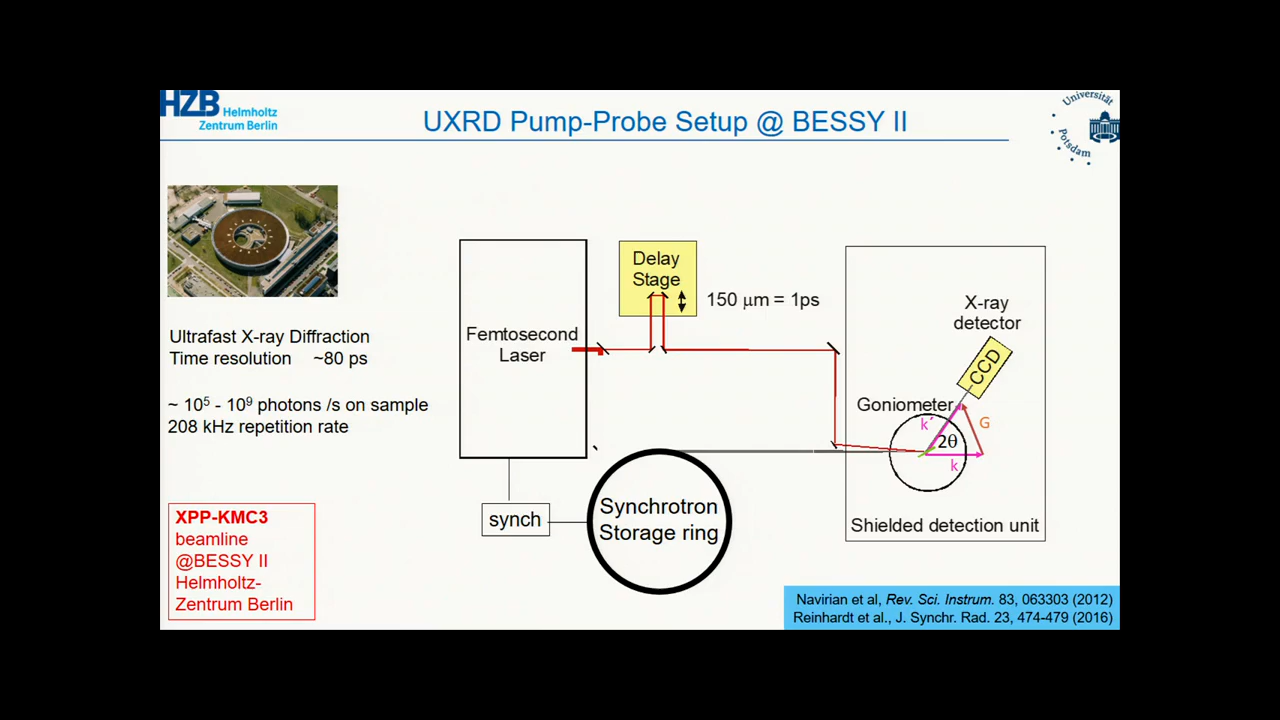 HZB Helmholtz
Zentrum Berlin
UXRD Pump-Probe Setup @ BESSY II
Universität
Potsdam
Ultrafast X-ray Diffraction
Time resolution ~80 ps
~ 10⁵ - 10⁹ photons /s on sample
208 kHz repetition rate
XPP-KMC3
beamline
@BESSY II
Helmholtz-
Zentrum Berlin
Femtosecond
Laser
synch
Synchrotron
Storage ring
Delay
Stage
150 μm = 1ps
X-ray
detector
CCD
Goniometer
k´
G
2θ
k
Shielded detection unit
Navirian et al, Rev. Sci. Instrum. 83, 063303 (2012)
Reinhardt et al., J. Synchr. Rad. 23, 474-479 (2016)